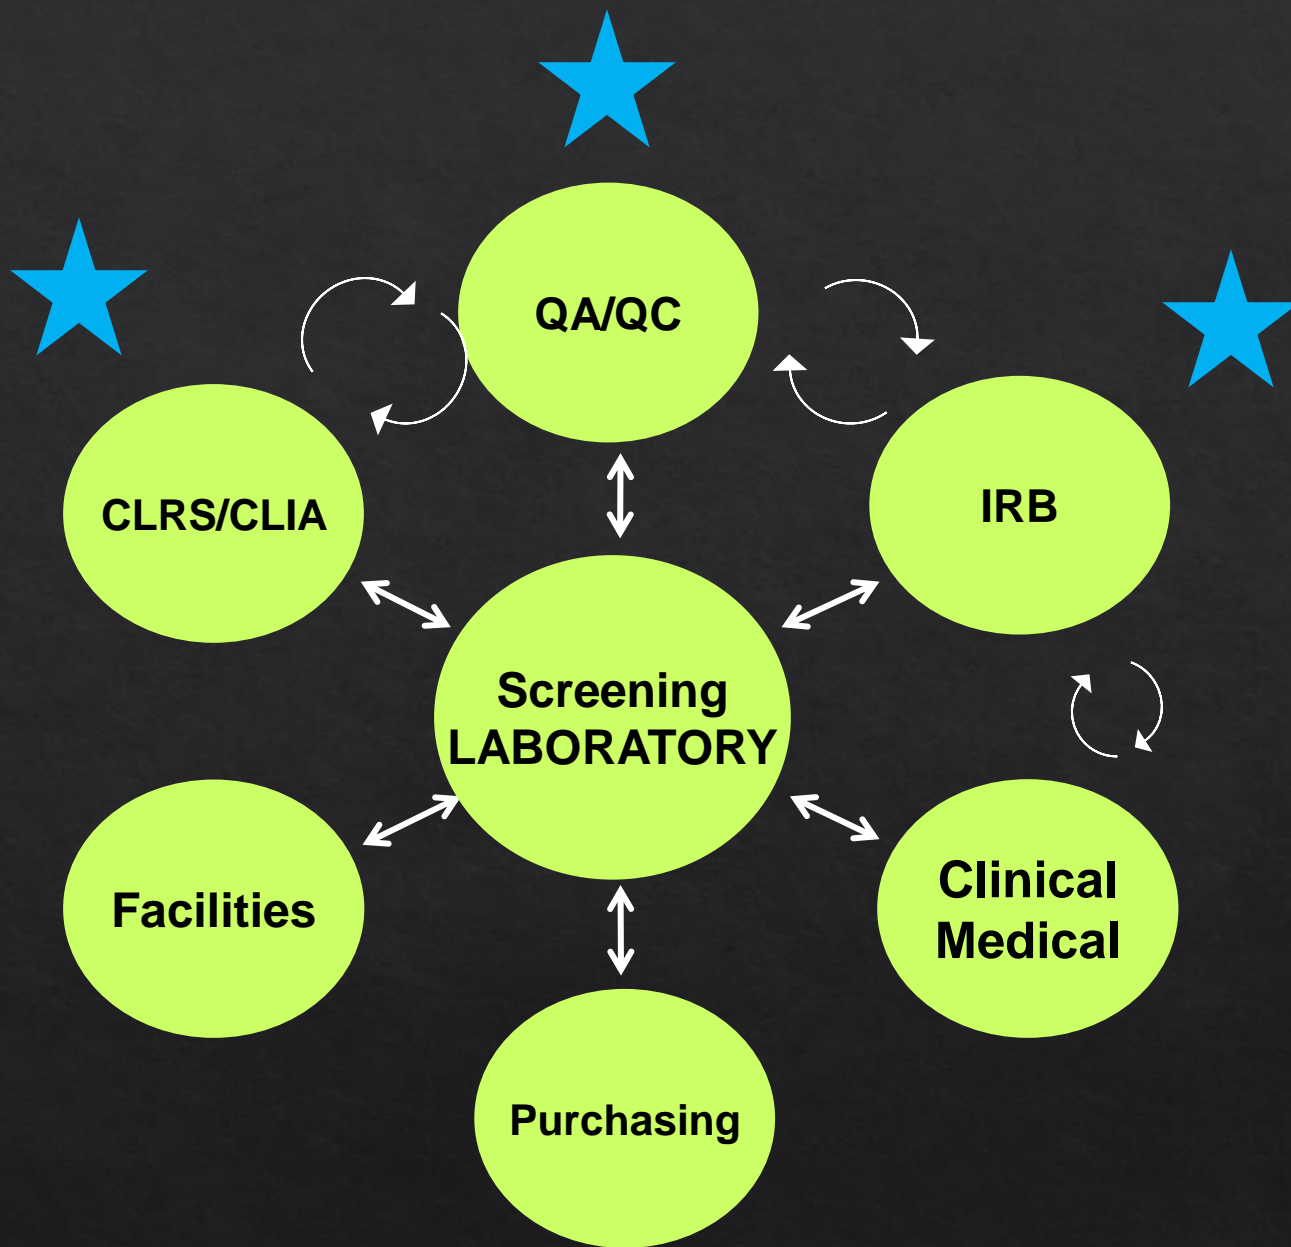 QA/QC
CLRS/CLIA
IRB
Screening
LABORATORY
Facilities
Clinical
Medical
Purchasing